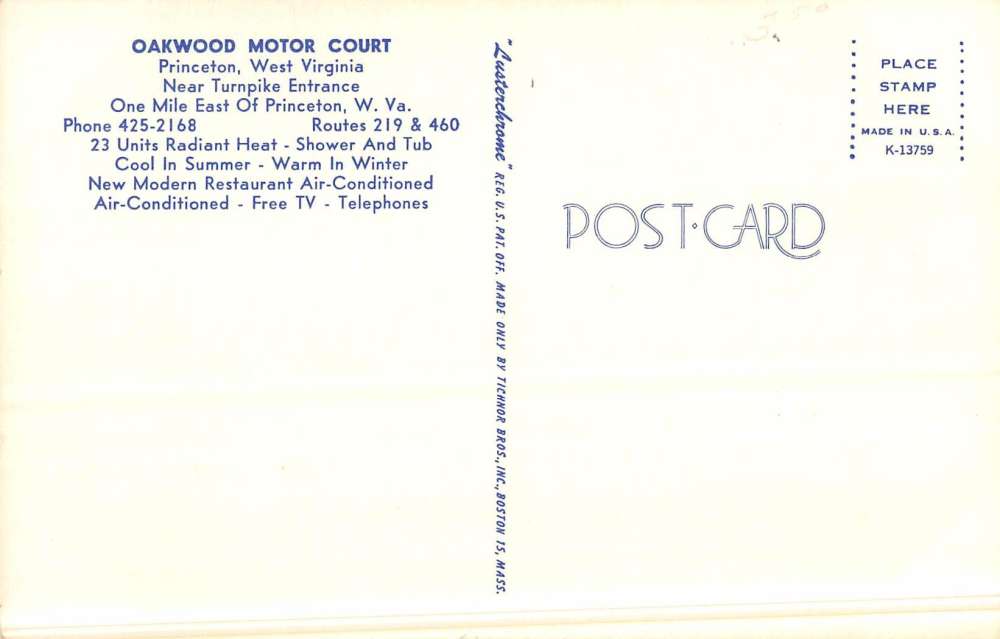 OAKWOOD MOTOR COURT
Princeton, West Virginia
Near Turnpike Entrance
One Mile East Of Princeton, W. Va.
Phone 425-2168 Routes 219 & 460
23 Units Radiant Heat - Shower And Tub
Cool In Summer - Warm In Winter
New Modern Restaurant Air-Conditioned
Air-Conditioned - Free TV - Telephones
"Lusterchrome" REG. U. S. PAT. OFF. MADE ONLY BY TICHNOR BROS., INC., BOSTON 15, MASS.
POST·CARD
PLACE
STAMP
HERE
MADE IN U.S.A.
K-13759